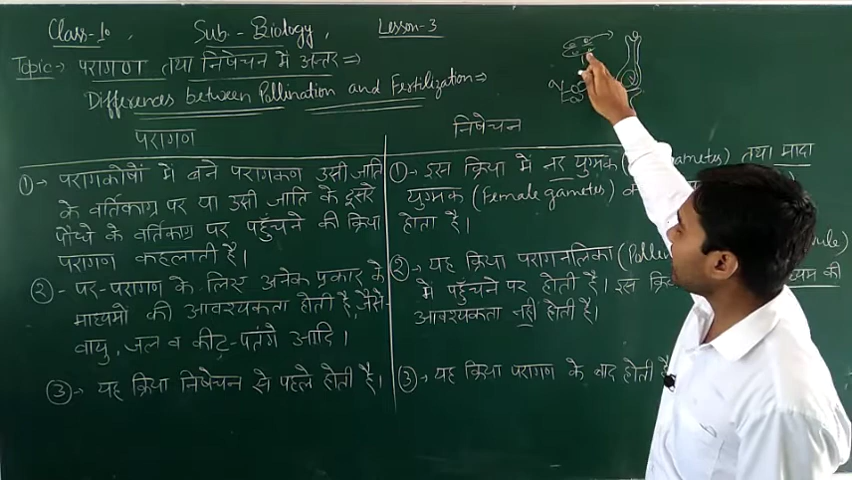 Class-10, Sub-Biology, Lesson-3
Topic:-> परागण तथा निषेचन में अन्तर =>
Differences between Pollination and Fertilization =>
परागण
① -> परागकोषों में बने परागकण उसी जाति
के वर्तिकाग्र पर या उसी जाति के दूसरे
पौधे के वर्तिकाग्र पर पहुँचने की क्रिया
परागण कहलाती है।
② - पर-परागण के लिए अनेक प्रकार के
माध्यमों की आवश्यकता होती है, जैसे-
वायु, जल व कीट-पतंगे आदि।
③ -> यह क्रिया निषेचन से पहले होती है।
निषेचन
① -> इस क्रिया में नर युग्मक ( gametes) तथा मादा
युग्मक (Female gametes)
होता है।
② -> यह क्रिया परागनलिका (Pollen
में पहुँचने पर होती है। इस की
आवश्यकता नहीं होती है।
③ -> यह क्रिया परागण के बाद होती है